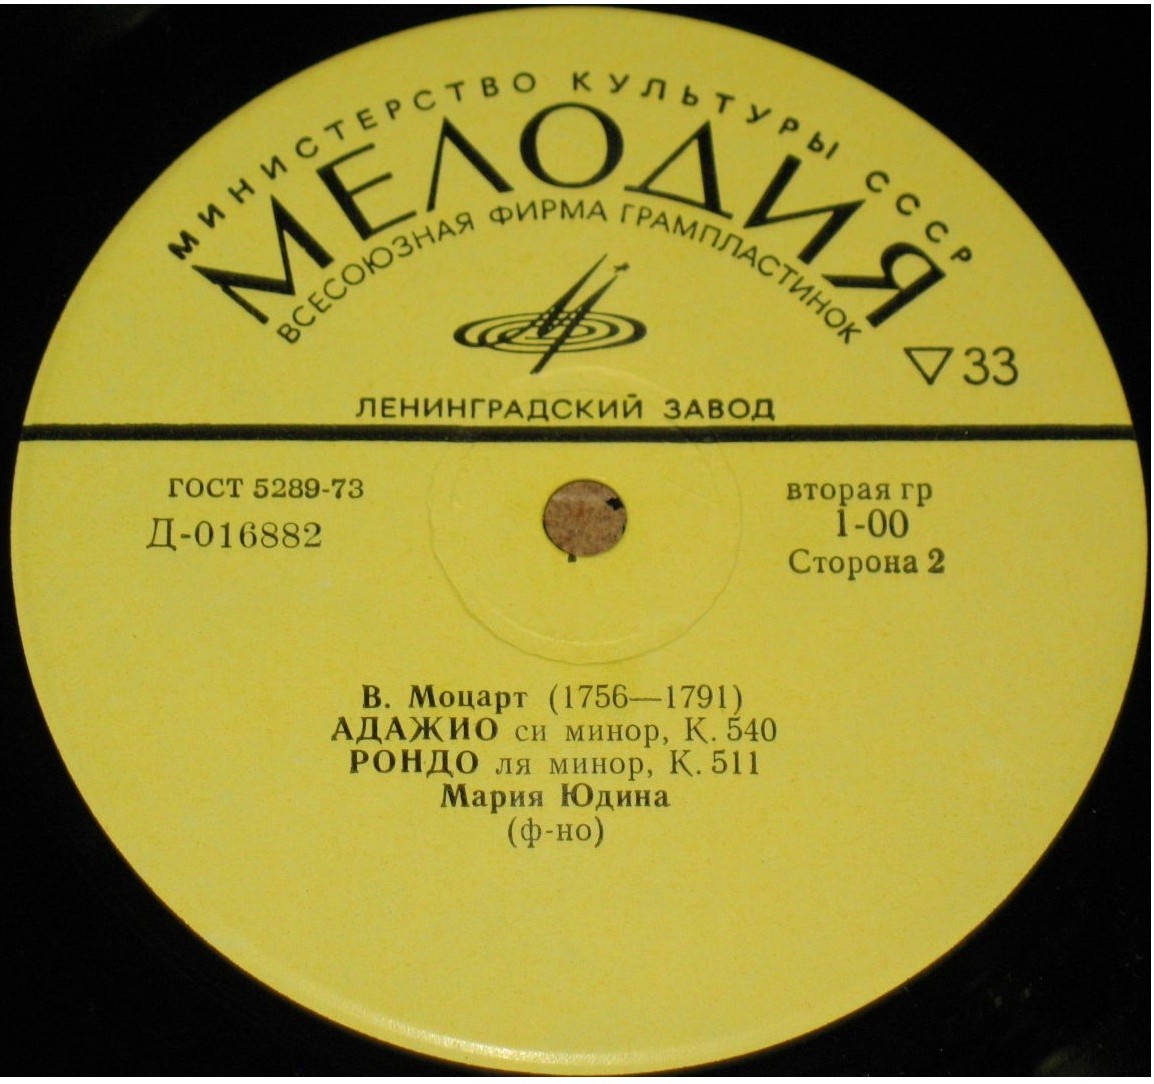 МИНИСТЕРСТВО КУЛЬТУРЫ СССР
МЕЛОДИЯ
ВСЕСОЮЗНАЯ ФИРМА ГРАМПЛАСТИНОК
33
ЛЕНИНГРАДСКИЙ ЗАВОД
ГОСТ 5289-73
Д-016882
вторая гр
1-00
Сторона 2
В. Моцарт (1756—1791)
АДАЖИО си минор, К. 540
РОНДО ля минор, К. 511
Мария Юдина
(ф-но)